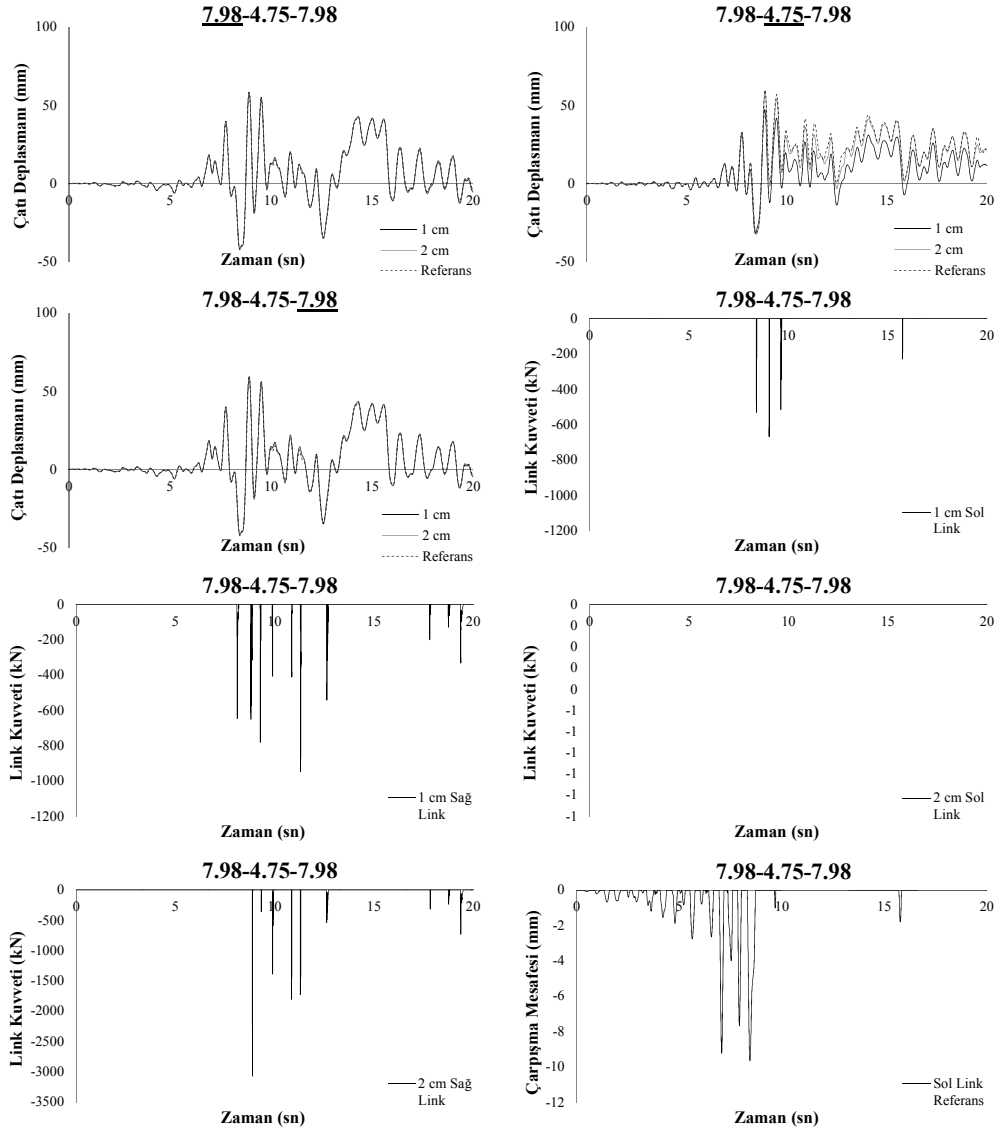 7.98-4.75-7.98
100
50
0
-50
0
5
10
15
20
Çatı Deplasmanı (mm)
Zaman (sn)
1 cm
2 cm
Referans
7.98-4.75-7.98
100
50
0
-50
0
5
10
15
20
Çatı Deplasmanı (mm)
Zaman (sn)
1 cm
2 cm
Referans
7.98-4.75-7.98
100
50
0
-50
0
5
10
15
20
Çatı Deplasmanı (mm)
Zaman (sn)
1 cm
2 cm
Referans
7.98-4.75-7.98
0
-200
-400
-600
-800
-1000
-1200
0
5
10
15
20
Link Kuvveti (kN)
Zaman (sn)
1 cm Sol
Link
7.98-4.75-7.98
0
-200
-400
-600
-800
-1000
-1200
0
5
10
15
20
Link Kuvveti (kN)
Zaman (sn)
1 cm Sağ
Link
7.98-4.75-7.98
0
0
0
0
0
-1
-1
-1
-1
-1
-1
0
5
10
15
20
Link Kuvveti (kN)
Zaman (sn)
2 cm Sol
Link
7.98-4.75-7.98
0
-500
-1000
-1500
-2000
-2500
-3000
-3500
0
5
10
15
20
Link Kuvveti (kN)
Zaman (sn)
2 cm Sağ
Link
7.98-4.75-7.98
0
-2
-4
-6
-8
-10
-12
0
5
10
15
20
Çarpışma Mesafesi (mm)
Zaman (sn)
Sol Link
Referans